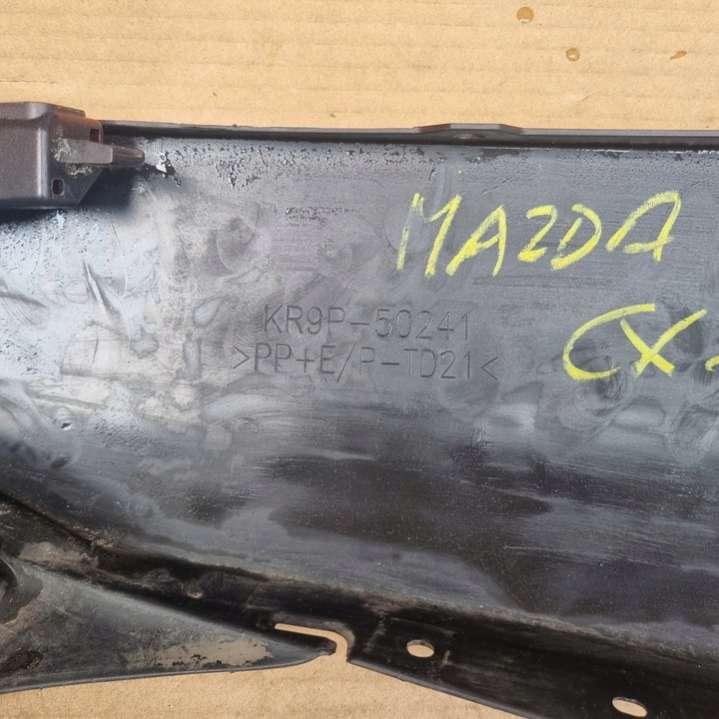 MAZDA
CX-
KR9P-50241
>PP+E/P-TD21<